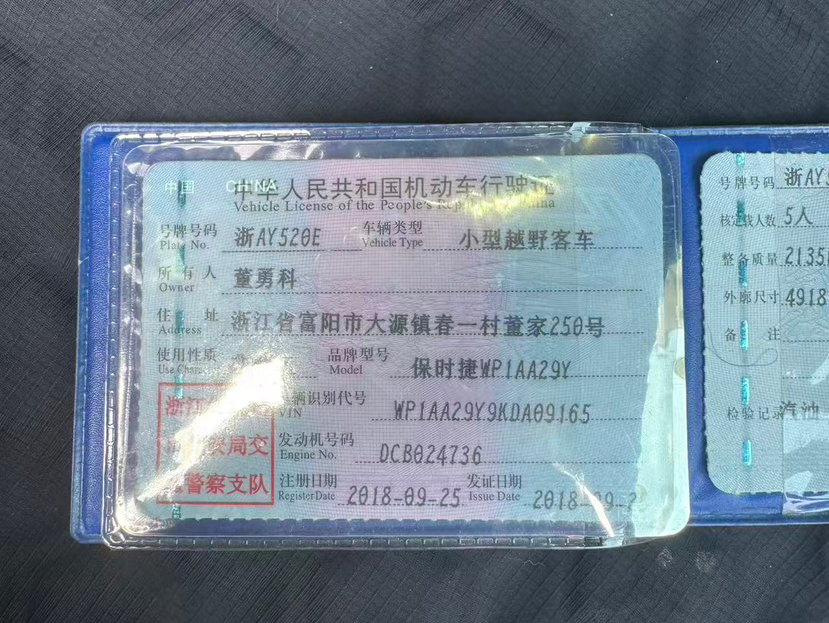 中国 CHINA
中华人民共和国机动车行驶证
Vehicle License of the People's Republic of China
号牌号码 浙AY520E 车辆类型 小型越野客车
Plate No. Vehicle Type
所有人 董勇科
Owner
住址 浙江省富阳市大源镇春一村董家250号
Address
使用性质 品牌型号 保时捷WP1AA29Y
Use Character Model
车辆识别代号 WP1AA29Y9KDA09165
VIN
发动机号码 DCB024736
Engine No.
注册日期 2018-09-25 发证日期 2018-09-2
Register Date Issue Date
浙江
察局交
警察支队
号牌号码 浙AY
核定载人数 5人
整备质量 2135
外廓尺寸 4918
备注
检验记录 汽油